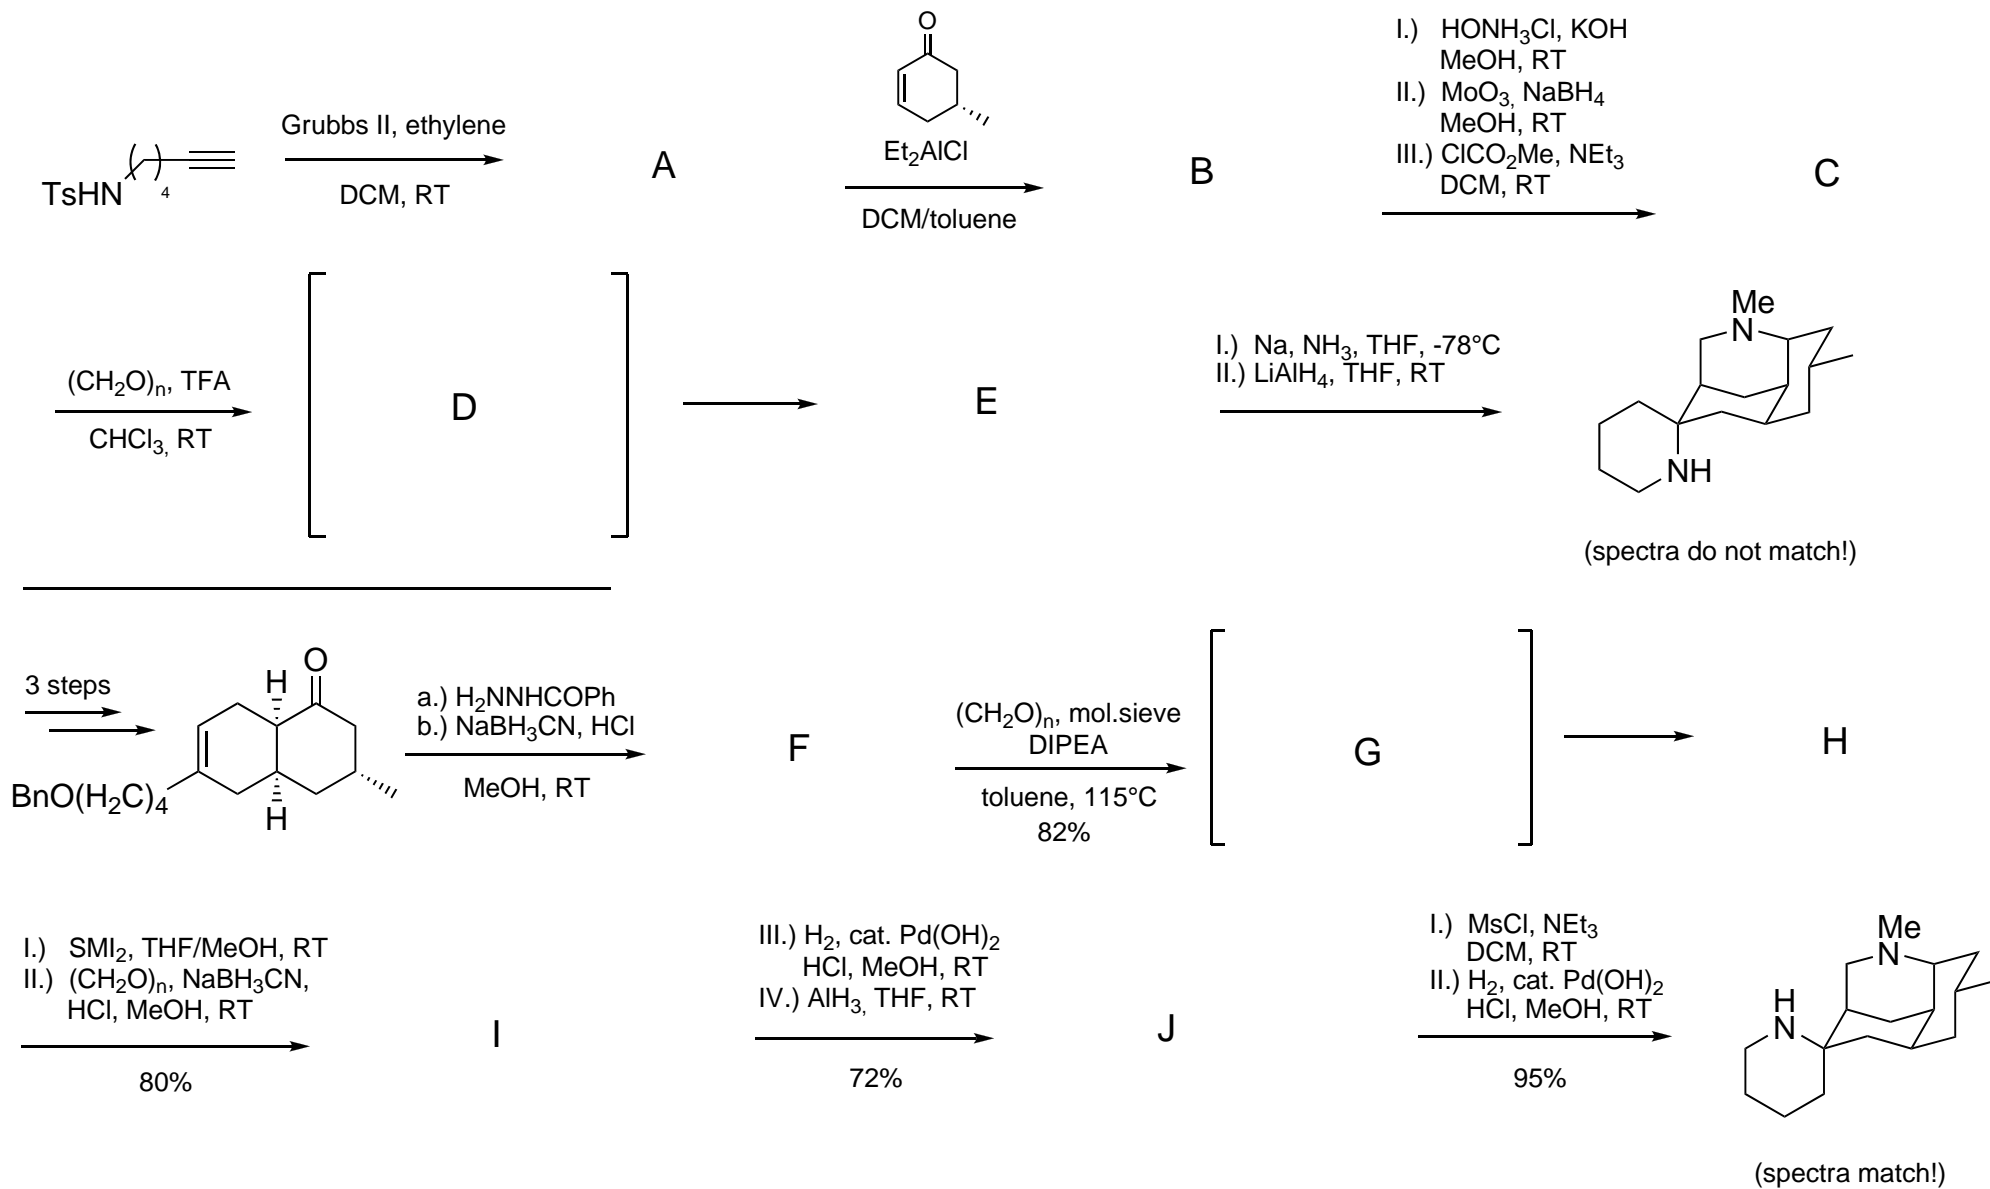 Grubbs II, ethylene
DCM, RT
TsHN
4
A
O
Et2AlCl
DCM/toluene
B
I.) HONH3Cl, KOH
MeOH, RT
II.) MoO3, NaBH4
MeOH, RT
III.) ClCO2Me, NEt3
DCM, RT
C
(CH2O)n, TFA
CHCl3, RT
D
E
I.) Na, NH3, THF, -78°C
II.) LiAlH4, THF, RT
Me
N
NH
(spectra do not match!)
3 steps
O
H
H
BnO(H2C)4
a.) H2NNHCOPh
b.) NaBH3CN, HCl
MeOH, RT
F
(CH2O)n, mol.sieve
DIPEA
toluene, 115°C
82%
G
H
I.) SMI2, THF/MeOH, RT
II.) (CH2O)n, NaBH3CN,
HCl, MeOH, RT
80%
I
III.) H2, cat. Pd(OH)2
HCl, MeOH, RT
IV.) AlH3, THF, RT
72%
J
I.) MsCl, NEt3
DCM, RT
II.) H2, cat. Pd(OH)2
HCl, MeOH, RT
95%
Me
N
H
N
(spectra match!)